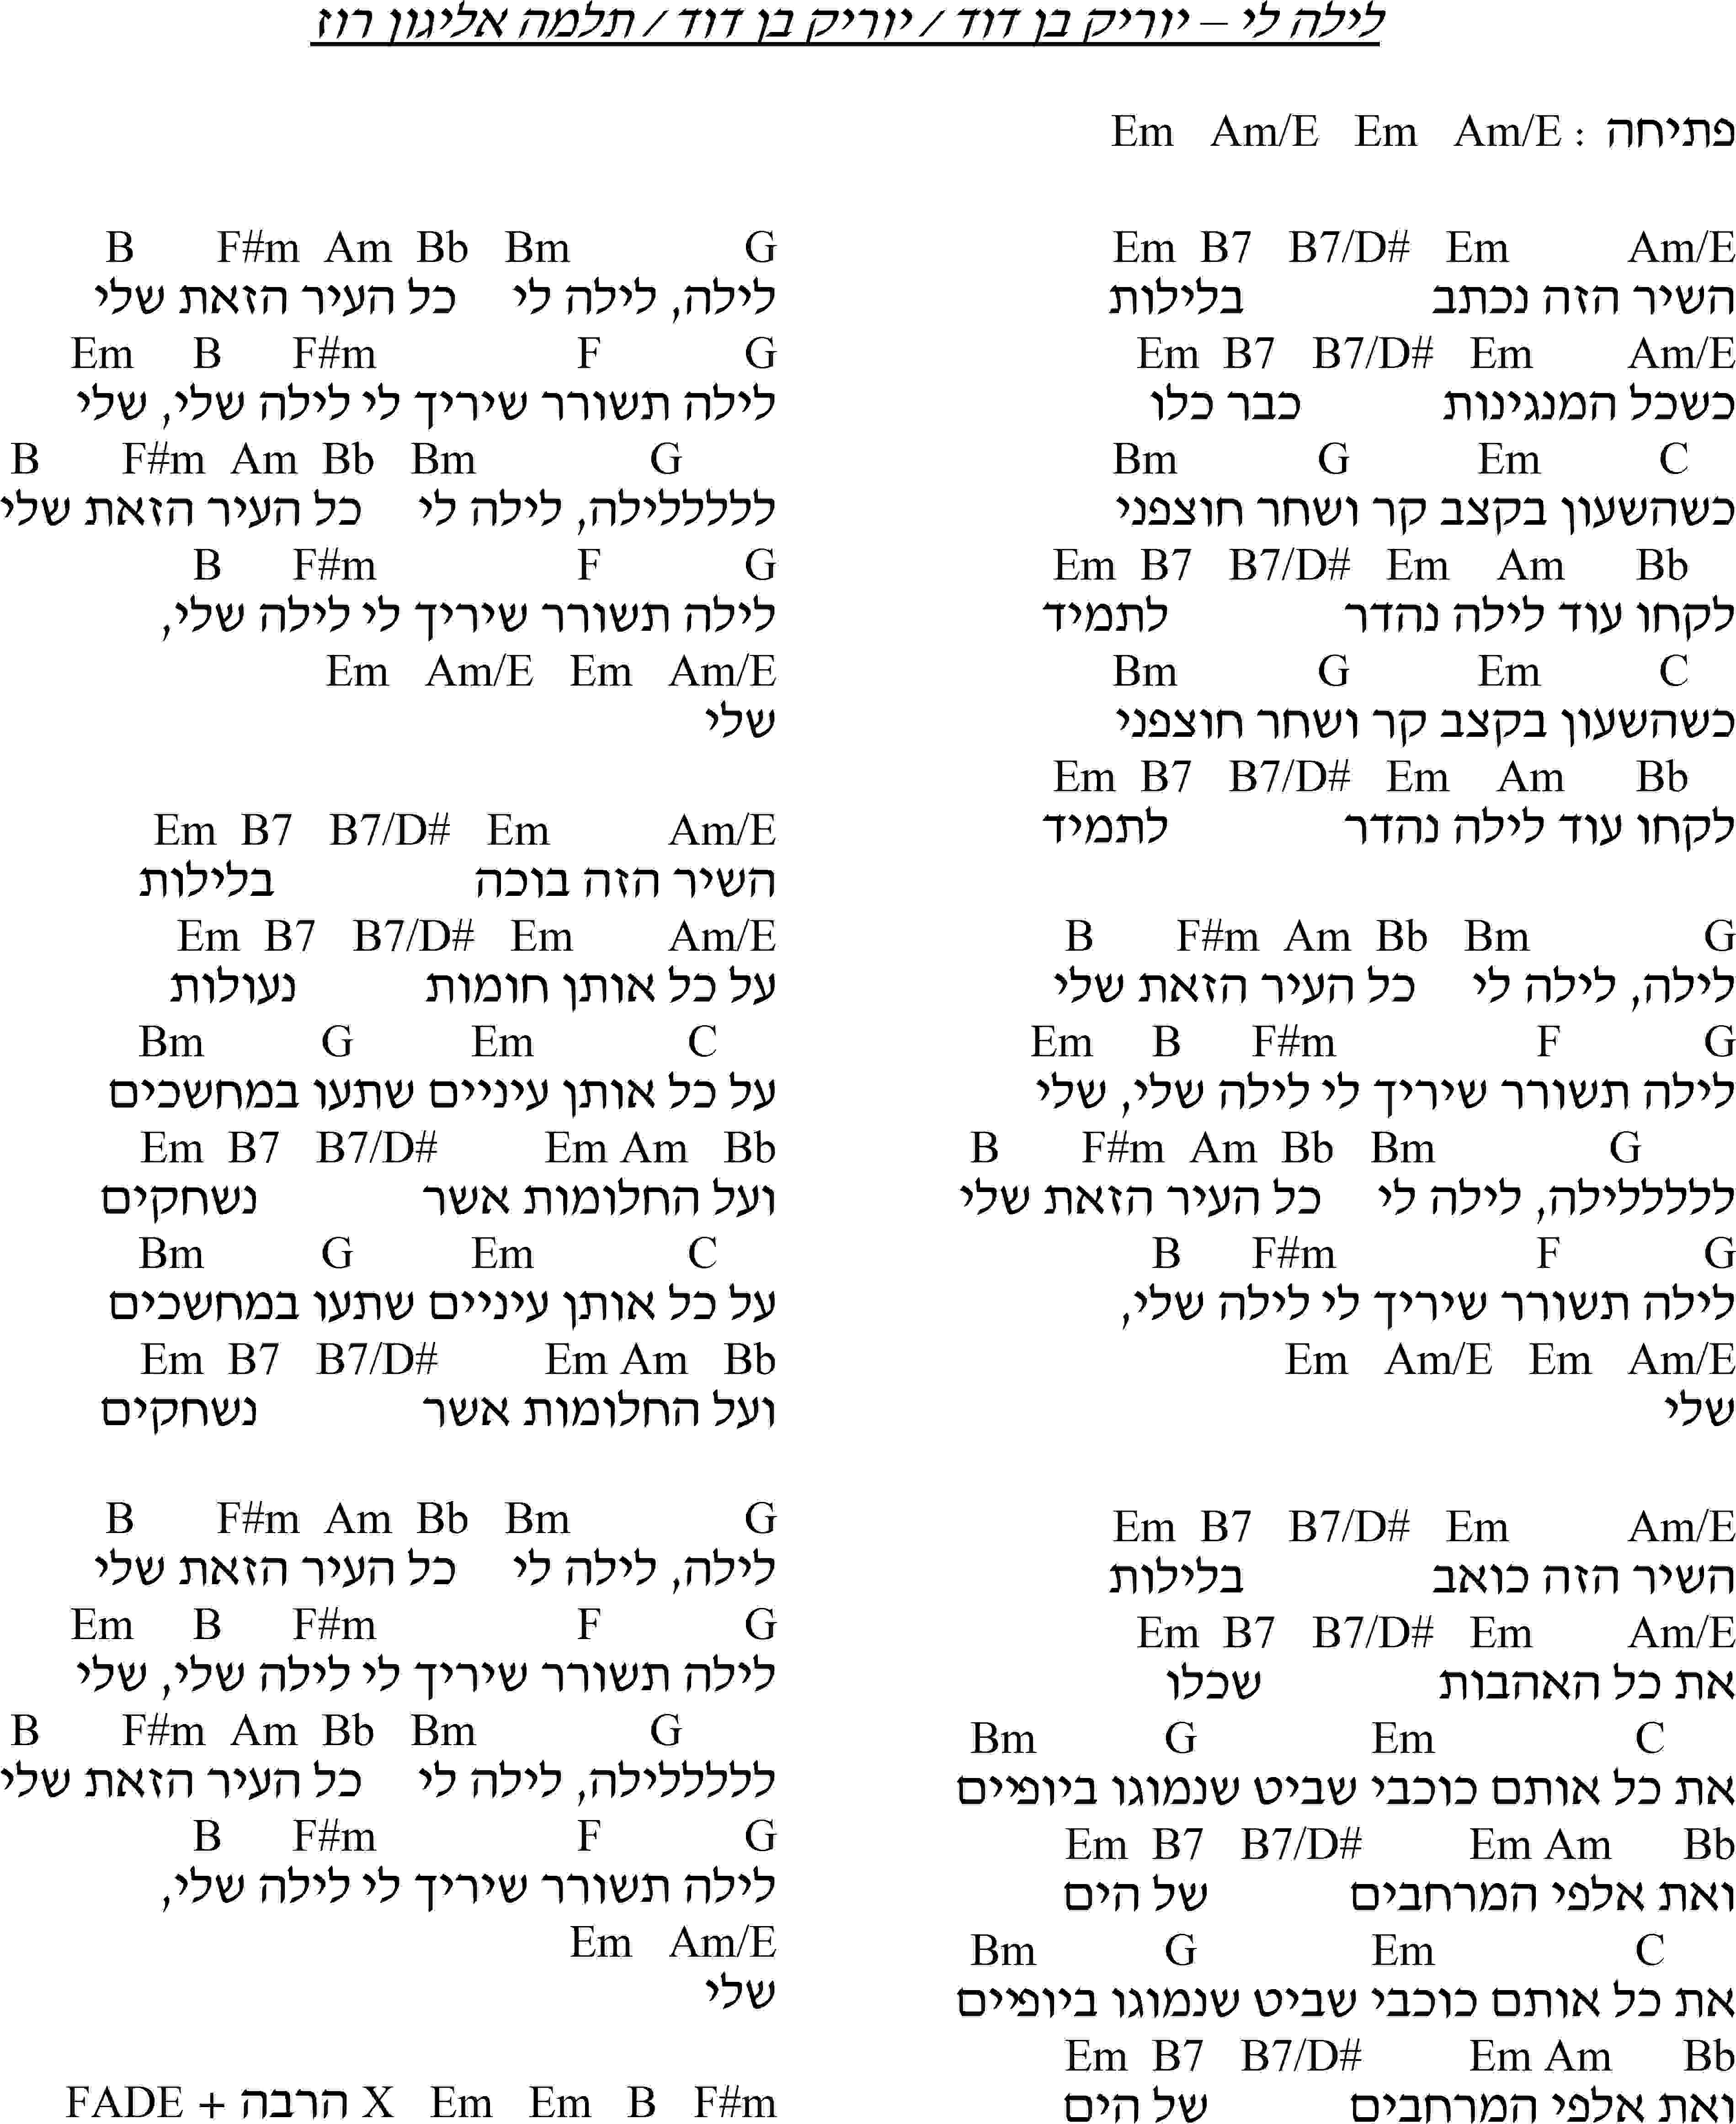 לילה לי – יוריק בן דוד / יוריק בן דוד / תלמה אליגון רוז
פתיחה : Em   Am/E   Em   Am/E
Em  B7   B7/D#   Em   Am/E
השיר הזה נכתב בלילות
Em  B7   B7/D#   Em   Am/E
כשכל המנגינות כבר כלו
Bm   G   Em   C
כשהשעון בקצב קר ושחר חוצפני
Em  B7   B7/D#   Em   Am   Bb
לקחו עוד לילה נהדר לתמיד
Bm   G   Em   C
כשהשעון בקצב קר ושחר חוצפני
Em  B7   B7/D#   Em   Am   Bb
לקחו עוד לילה נהדר לתמיד
B   F#m  Am  Bb   Bm   G
לילה, לילה לי כל העיר הזאת שלי
Em   B   F#m   F   G
לילה תשורר שיריך לי לילה שלי, שלי
B   F#m  Am  Bb   Bm   G
לללללילה, לילה לי כל העיר הזאת שלי
B   F#m   F   G
לילה תשורר שיריך לי לילה שלי,
Em   Am/E   Em   Am/E
שלי
Em  B7   B7/D#   Em   Am/E
השיר הזה כואב בלילות
Em  B7   B7/D#   Em   Am/E
את כל האהבות שכלו
Bm   G   Em   C
את כל אותם כוכבי שביט שנמוגו ביופיים
Em  B7   B7/D#   Em Am   Bb
ואת אלפי המרחבים של הים
Bm   G   Em   C
את כל אותם כוכבי שביט שנמוגו ביופיים
Em  B7   B7/D#   Em Am   Bb
ואת אלפי המרחבים של הים
B   F#m  Am  Bb   Bm   G
לילה, לילה לי כל העיר הזאת שלי
Em   B   F#m   F   G
לילה תשורר שיריך לי לילה שלי, שלי
B   F#m  Am  Bb   Bm   G
לללללילה, לילה לי כל העיר הזאת שלי
B   F#m   F   G
לילה תשורר שיריך לי לילה שלי,
Em   Am/E   Em   Am/E
שלי
Em  B7   B7/D#   Em   Am/E
השיר הזה בוכה בלילות
Em  B7   B7/D#   Em   Am/E
על כל אותן חומות נעולות
Bm   G   Em   C
על כל אותן עיניים שתעו במחשכים
Em  B7   B7/D#   Em Am   Bb
ועל החלומות אשר נשחקים
Bm   G   Em   C
על כל אותן עיניים שתעו במחשכים
Em  B7   B7/D#   Em Am   Bb
ועל החלומות אשר נשחקים
B   F#m  Am  Bb   Bm   G
לילה, לילה לי כל העיר הזאת שלי
Em   B   F#m   F   G
לילה תשורר שיריך לי לילה שלי, שלי
B   F#m  Am  Bb   Bm   G
לללללילה, לילה לי כל העיר הזאת שלי
B   F#m   F   G
לילה תשורר שיריך לי לילה שלי,
Em   Am/E
שלי
FADE + הרבה X   Em   Em   B   F#m